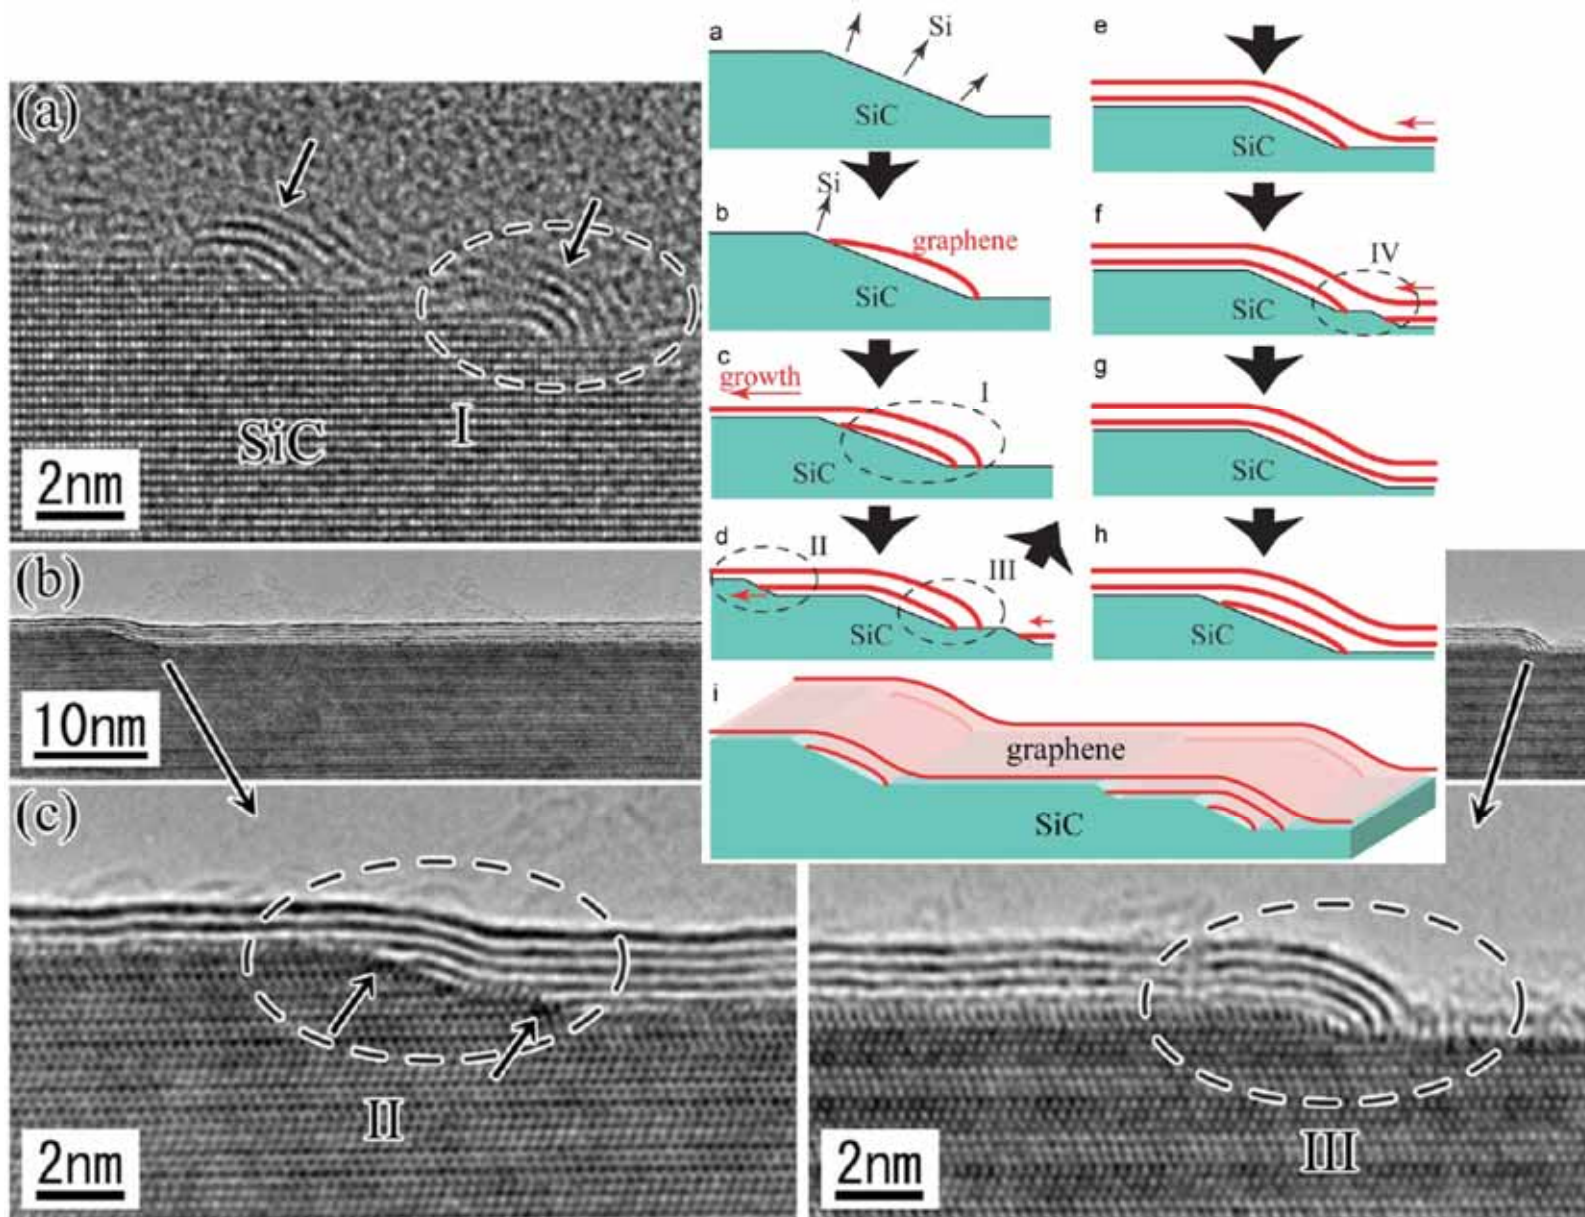 (a)
SiC
I
2nm
(b)
10nm
(c)
II
2nm
III
2nm
a
Si
SiC
b
Si
graphene
SiC
c
growth
I
SiC
d
II
III
SiC
e
SiC
f
IV
SiC
g
SiC
h
SiC
i
graphene
SiC